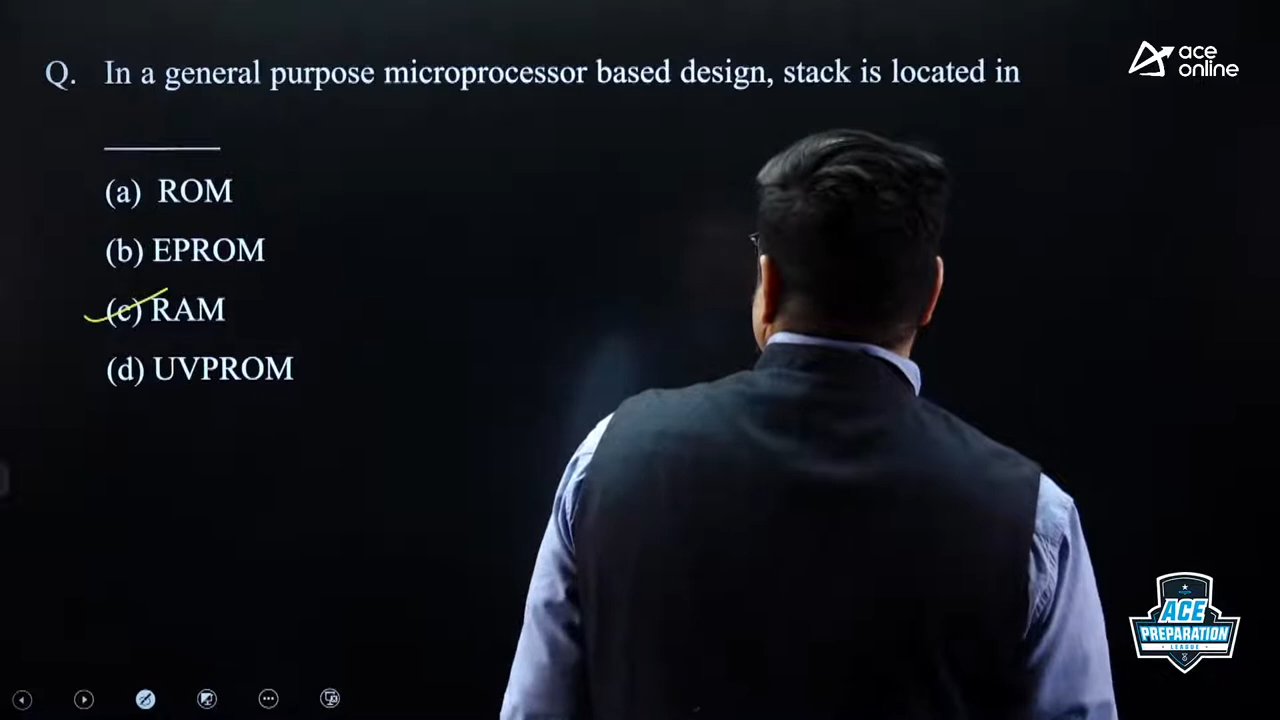 Q. In a general purpose microprocessor based design, stack is located in
(a) ROM
(b) EPROM
(c) RAM
(d) UVPROM
ace
online
ACE
PREPARATION
LEAGUE